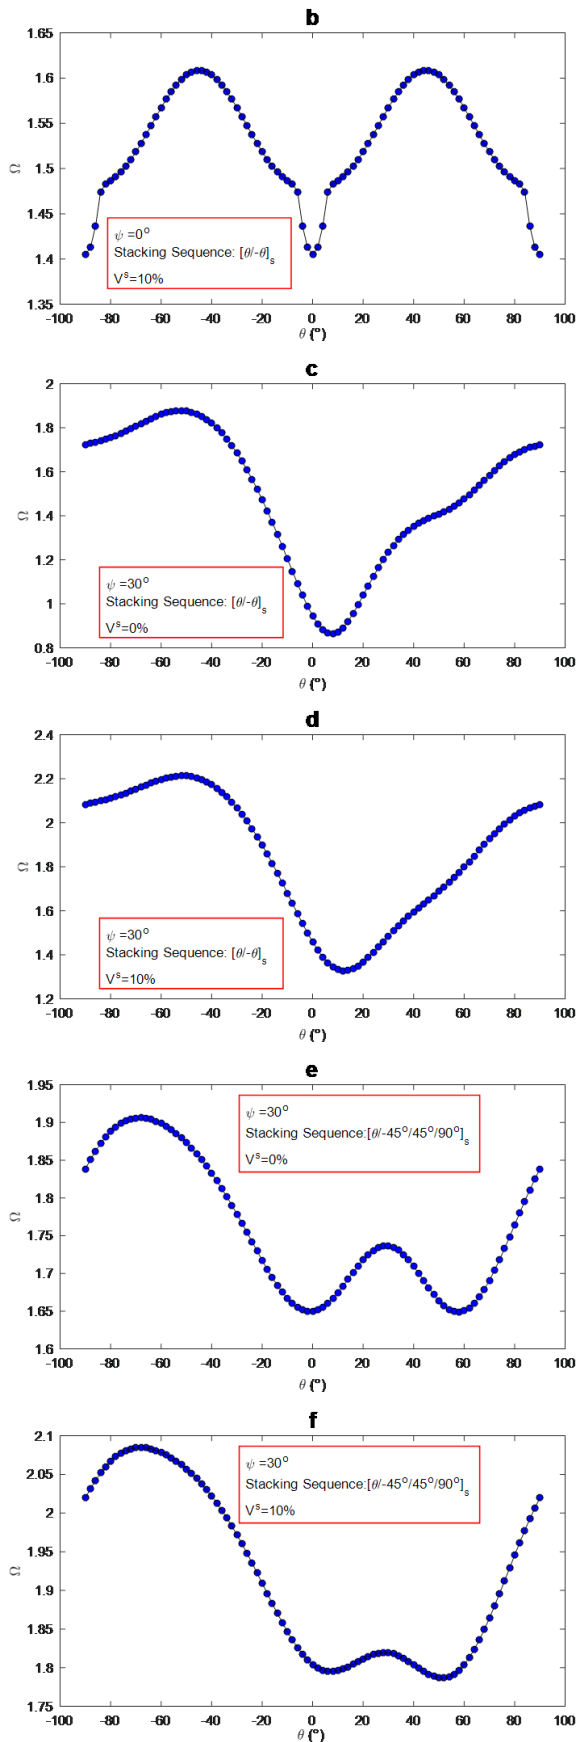 b
1.65
1.6
1.55
1.5
1.45
1.4
1.35
Ω
ψ =0°
Stacking Sequence: [θ/-θ]s
Vˢ=10%
-100 -80 -60 -40 -20 0 20 40 60 80 100
θ (°)
c
2
1.8
1.6
1.4
1.2
1
0.8
Ω
ψ =30°
Stacking Sequence: [θ/-θ]s
Vˢ=0%
-100 -80 -60 -40 -20 0 20 40 60 80 100
θ (°)
d
2.4
2.2
2
1.8
1.6
1.4
1.2
Ω
ψ =30°
Stacking Sequence: [θ/-θ]s
Vˢ=10%
-100 -80 -60 -40 -20 0 20 40 60 80 100
θ (°)
e
1.95
1.9
1.85
1.8
1.75
1.7
1.65
1.6
Ω
ψ =30°
Stacking Sequence:[θ/-45°/45°/90°]s
Vˢ=0%
-100 -80 -60 -40 -20 0 20 40 60 80 100
θ (°)
f
2.1
2.05
2
1.95
1.9
1.85
1.8
1.75
Ω
ψ =30°
Stacking Sequence:[θ/-45°/45°/90°]s
Vˢ=10%
-100 -80 -60 -40 -20 0 20 40 60 80 100
θ (°)